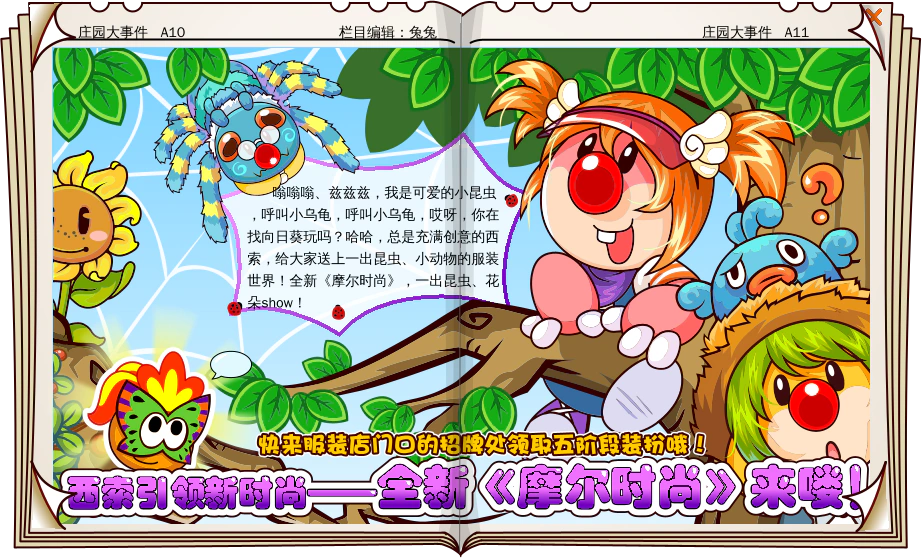 庄园大事件 A10
栏目编辑：兔兔
庄园大事件 A11
嗡嗡嗡、兹兹兹，我是可爱的小昆虫
，呼叫小乌龟，呼叫小乌龟，哎呀，你在
找向日葵玩吗？哈哈，总是充满创意的西
索，给大家送上一出昆虫、小动物的服装
世界！全新《摩尔时尚》，一出昆虫、花
朵show！
快来服装店门口的招牌处领取五阶段装扮哦！
西索引领新时尚——全新《摩尔时尚》来喽！